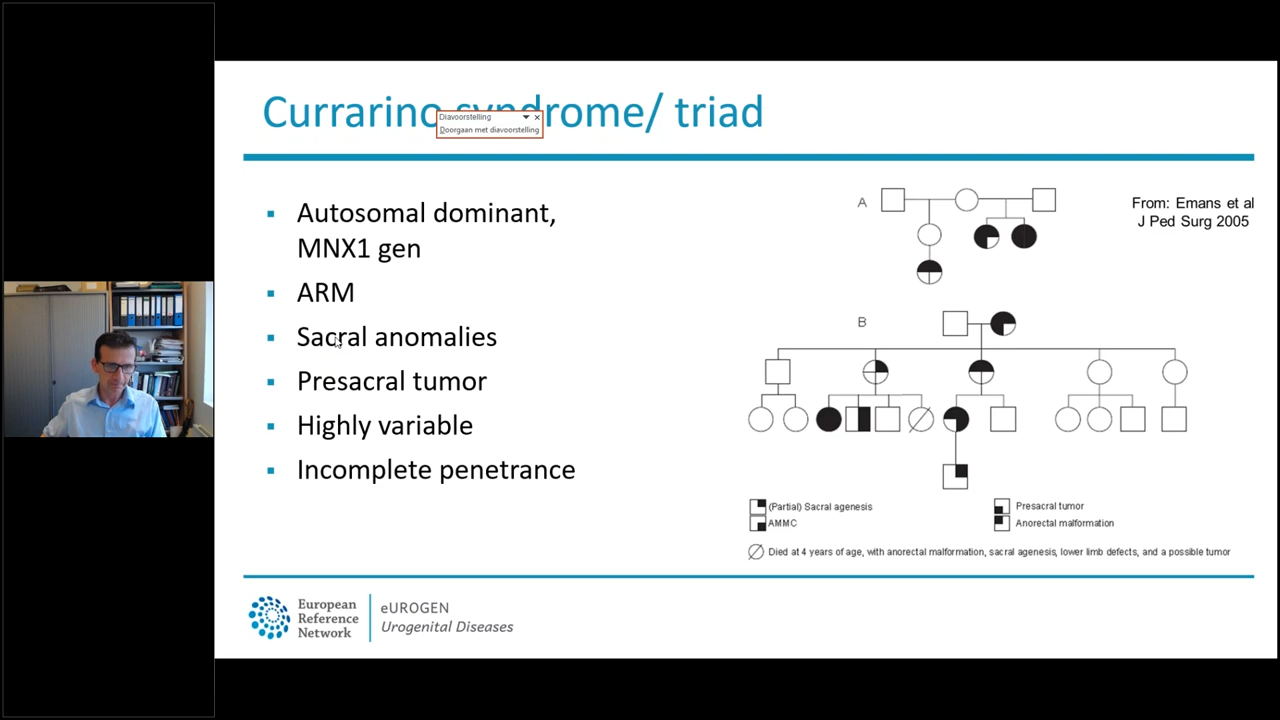 Currarino syndrome/ triad
Diavoorstelling
Doorgaan met diavoorstelling
Autosomal dominant,
MNX1 gen
ARM
Sacral anomalies
Presacral tumor
Highly variable
Incomplete penetrance
A
From: Emans et al
J Ped Surg 2005
B
(Partial) Sacral agenesis
AMMC
Presacral tumor
Anorectal malformation
Died at 4 years of age, with anorectal malformation, sacral agenesis, lower limb defects, and a possible tumor
European
Reference
Network
eUROGEN
Urogenital Diseases